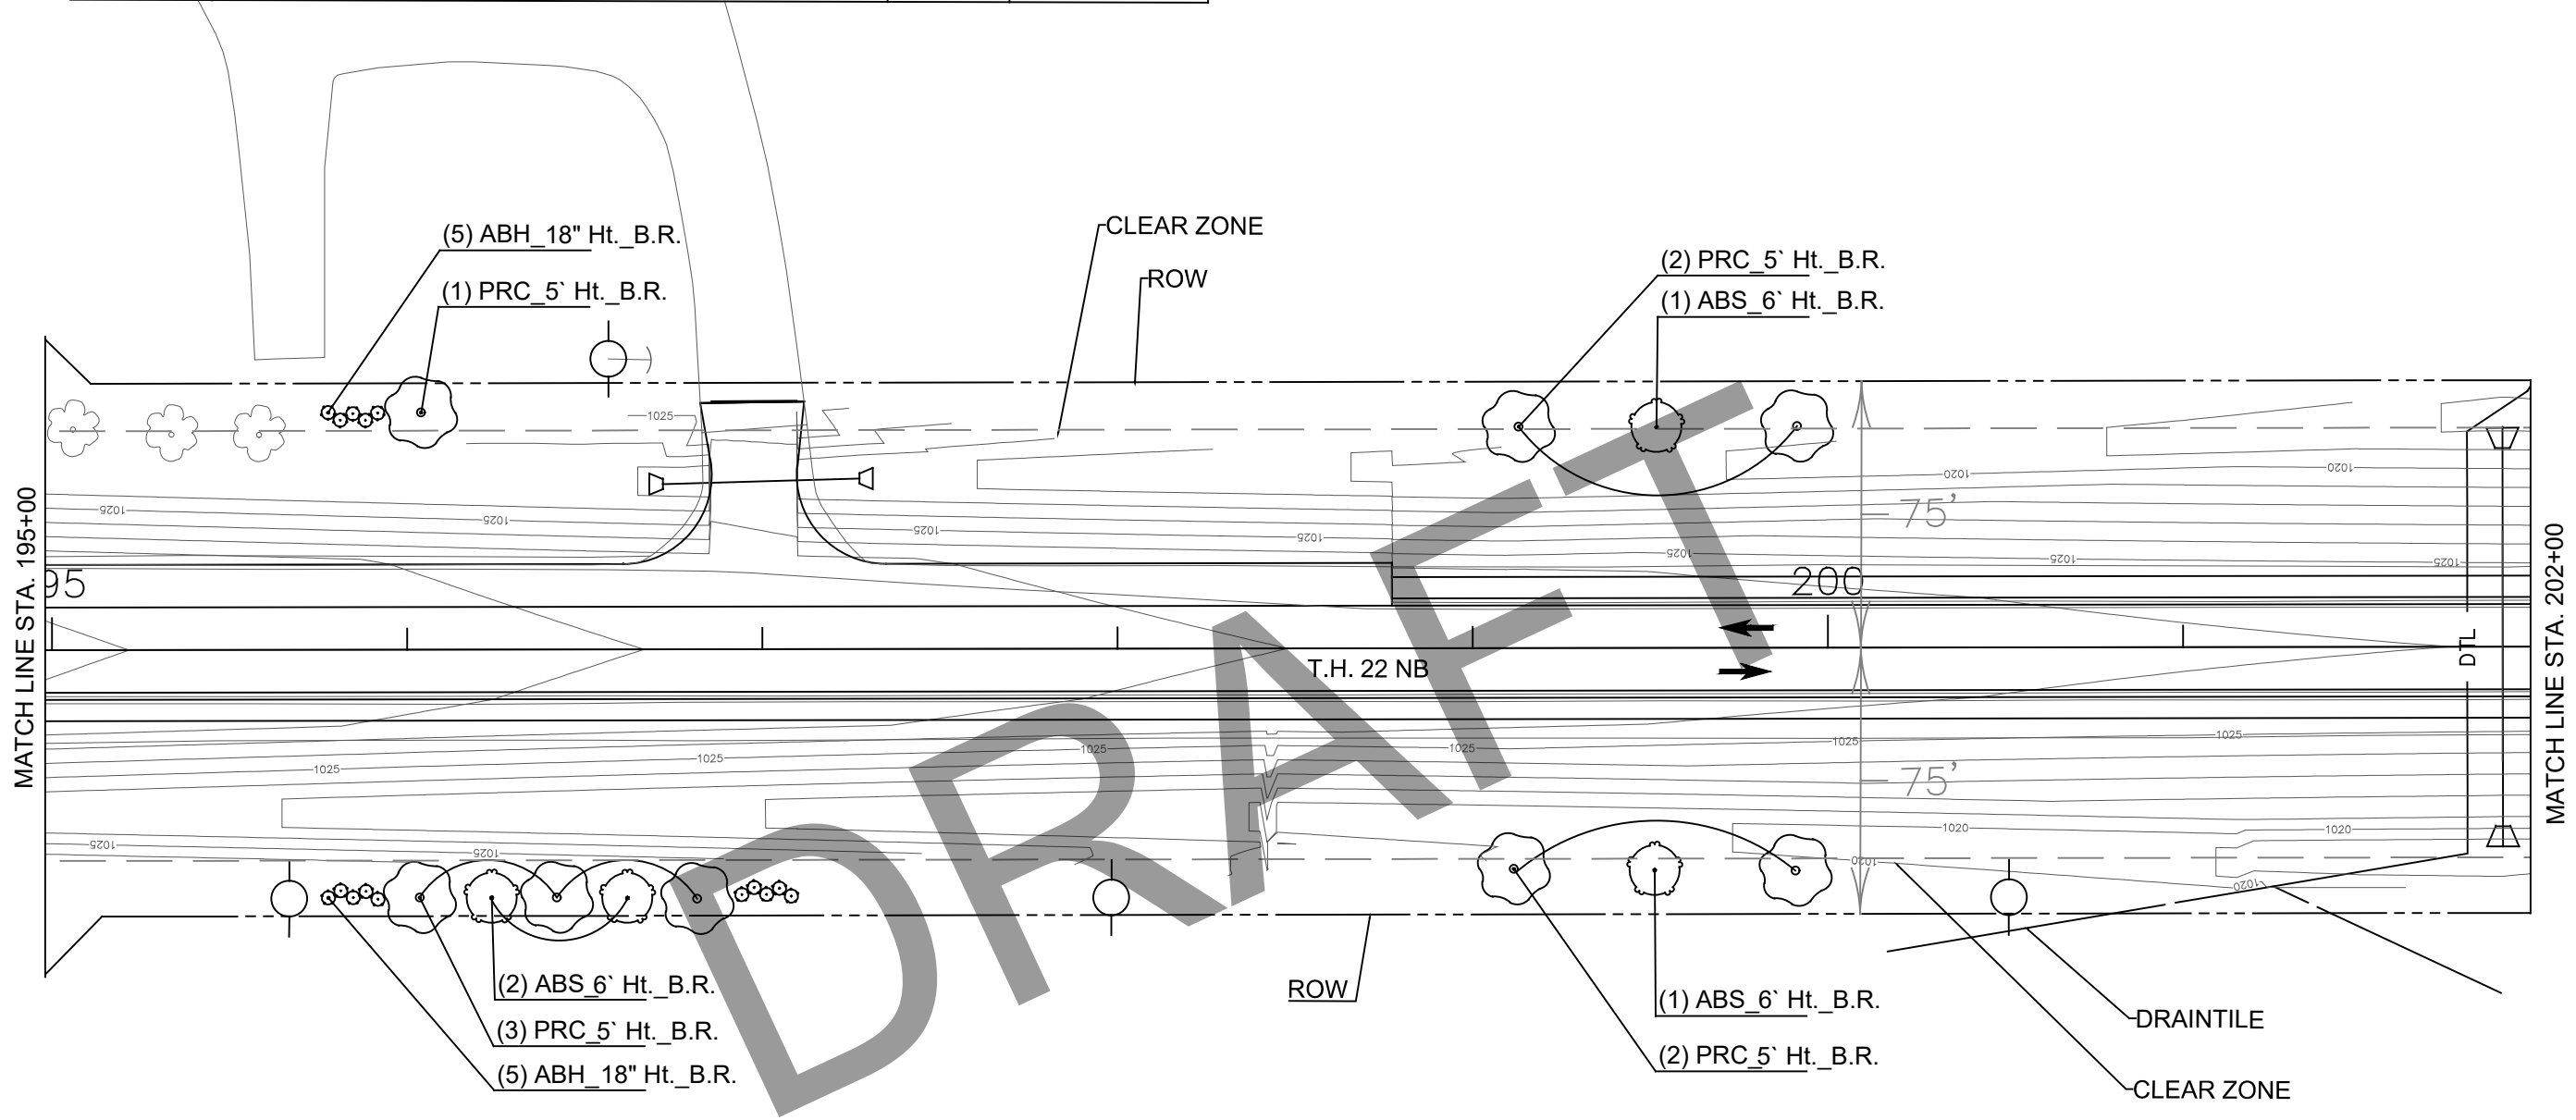 (5) ABH_18" Ht._B.R.
(1) PRC_5` Ht._B.R.
CLEAR ZONE
ROW
(2) PRC_5` Ht._B.R.
(1) ABS_6` Ht._B.R.
1025
1020
1020
1025
1025
1025
1025
1025
1025
1025
75'
MATCH LINE STA. 195+00
MATCH LINE STA. 202+00
95
200
DTL
T.H. 22 NB
DRAFT
1025
1025
1025
1025
1025
1025
75'
1025
1025
1020
1020
1020
1020
(2) ABS_6` Ht._B.R.
(3) PRC_5` Ht._B.R.
(5) ABH_18" Ht._B.R.
ROW
(1) ABS_6` Ht._B.R.
(2) PRC_5` Ht._B.R.
DRAINTILE
CLEAR ZONE